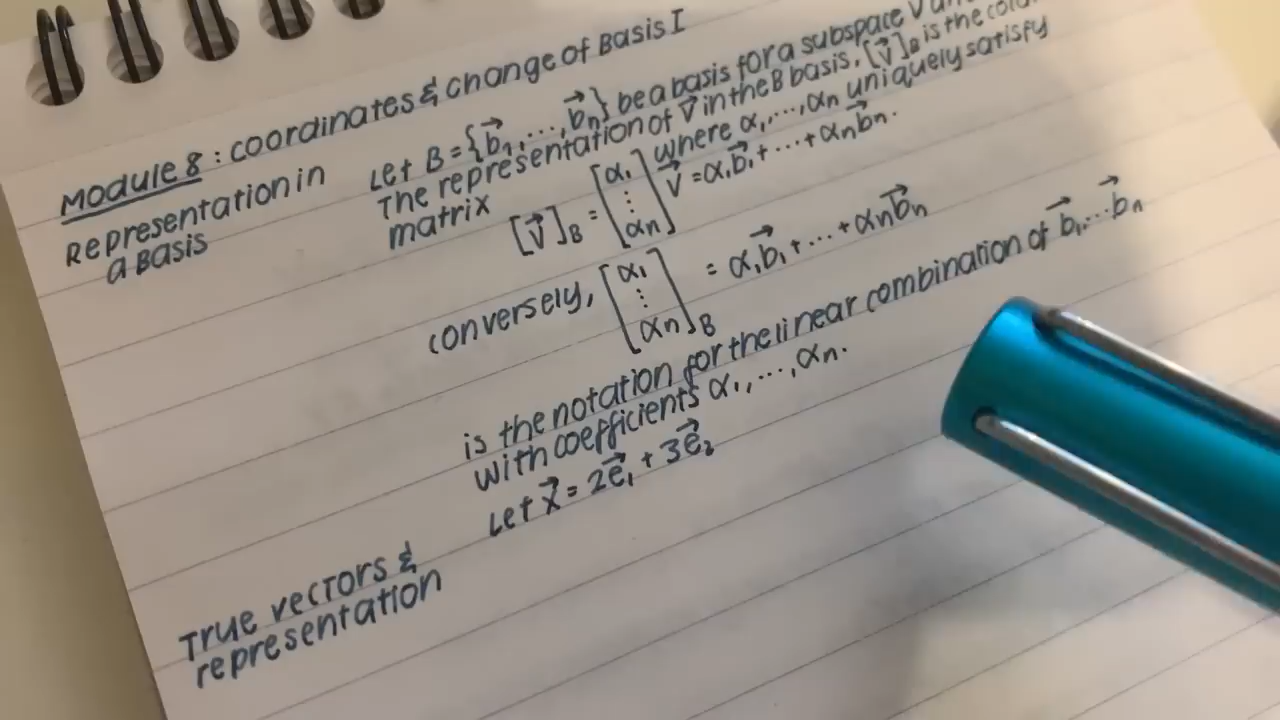 Module 8: coordinates & change of Basis I
Representation in a Basis
Let B = {b⃗₁, ..., b⃗n} be a basis for a subspace V
The representation of v⃗ in the B basis, [v⃗]B is the
matrix
[v⃗]B = [α₁ ⋮ αn] where α₁, ..., αn uniquely satisfy
v⃗ = α₁b⃗₁ + ... + αnb⃗n.
conversely, [α₁ ⋮ αn]B = α₁b⃗₁ + ... + αnb⃗n
is the notation for the linear combination of b⃗₁, ... b⃗n
with coefficients α₁, ..., αn.
Let x⃗ = 2e⃗₁ + 3e⃗₂
True vectors &
representation